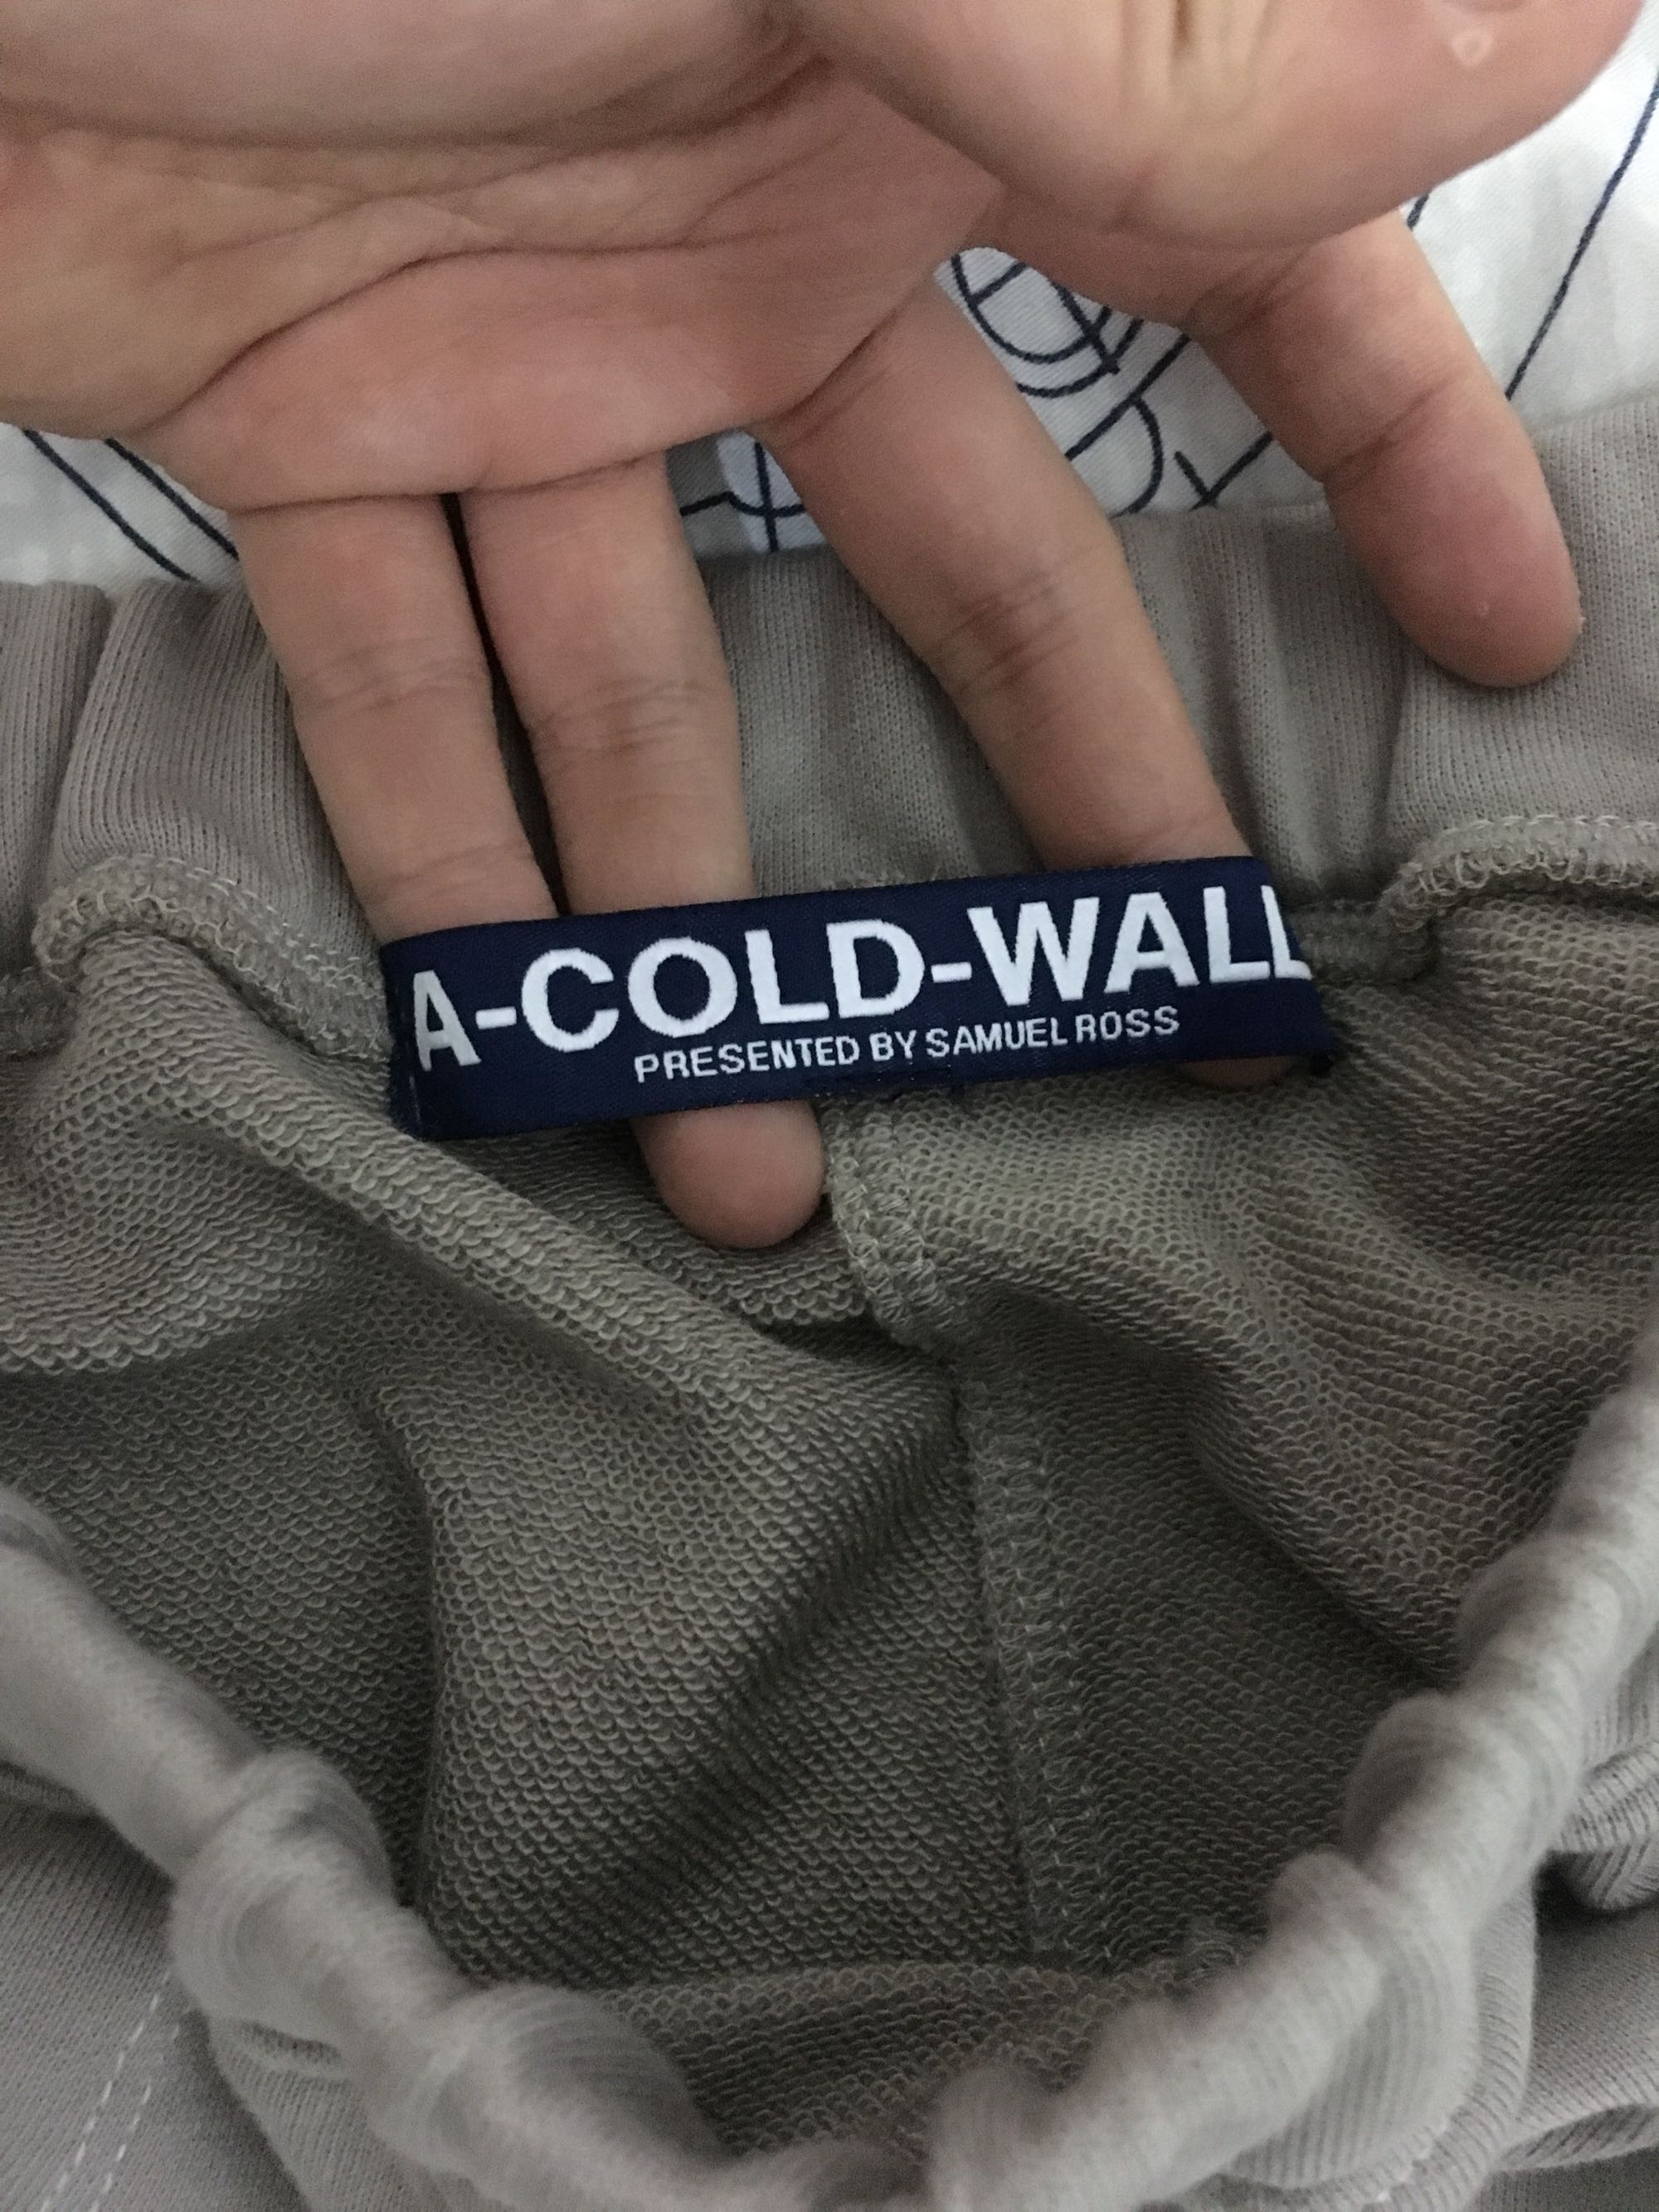 A-COLD-WALL
PRESENTED BY SAMUEL ROSS